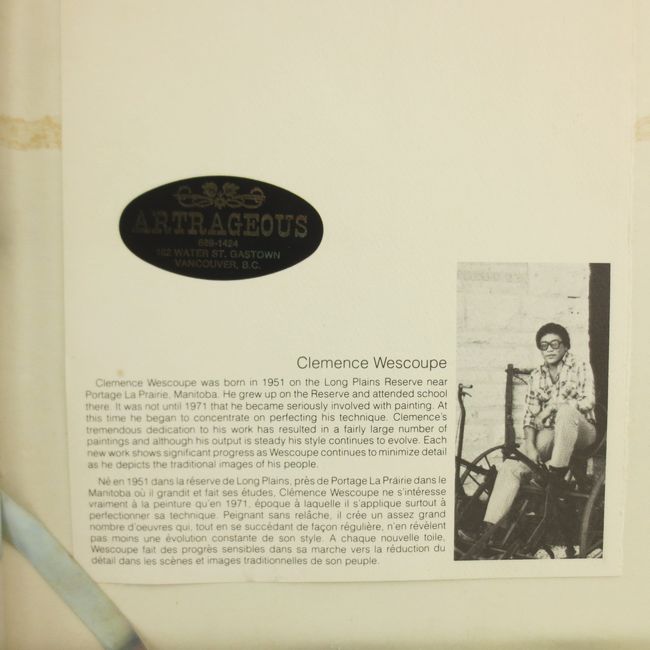 ARTRAGEOUS
689-1424
162 WATER ST. GASTOWN
VANCOUVER, B.C.
Clemence Wescoupe
Clemence Wescoupe was born in 1951 on the Long Plains Reserve near
Portage La Prairie, Manitoba. He grew up on the Reserve and attended school
there. It was not until 1971 that he became seriously involved with painting. At
this time he began to concentrate on perfecting his technique. Clemence's
tremendous dedication to his work has resulted in a fairly large number of
paintings and although his output is steady his style continues to evolve. Each
new work shows significant progress as Wescoupe continues to minimize detail
as he depicts the traditional images of his people.
Né en 1951 dans la réserve de Long Plains, près de Portage La Práirie dans le
Manitoba où il grandit et fait ses études, Clémence Wescoupe ne s'intéresse
vraiment à la peinture qu'en 1971, époque à laquelle il s'applique surtout à
perfectionner sa technique. Peignant sans relâche, il crée un assez grand
nombre d'oeuvres qui, tout en se succédant de façon régulière, n'en révèlent
pas moins une évolution constante de son style. A chaque nouvelle toile,
Wescoupe fait des progrès sensibles dans sa marche vers la réduction du
détail dans les scènes et images traditionnelles de son peuple.